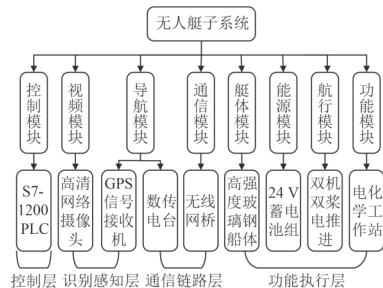 无人艇子系统
控制模块
视频模块
导航模块
通信模块
艇体模块
能源模块
航行模块
功能模块
S7-
1200
PLC
高清
网络
摄像
头
GPS
信号
接收
机
数传
电台
无线
网桥
高强
度玻
璃钢
船体
24 V
蓄电
池组
双机
双桨
电推
进
电化
学工
作站
控制层
识别感知层
通信链路层
功能执行层